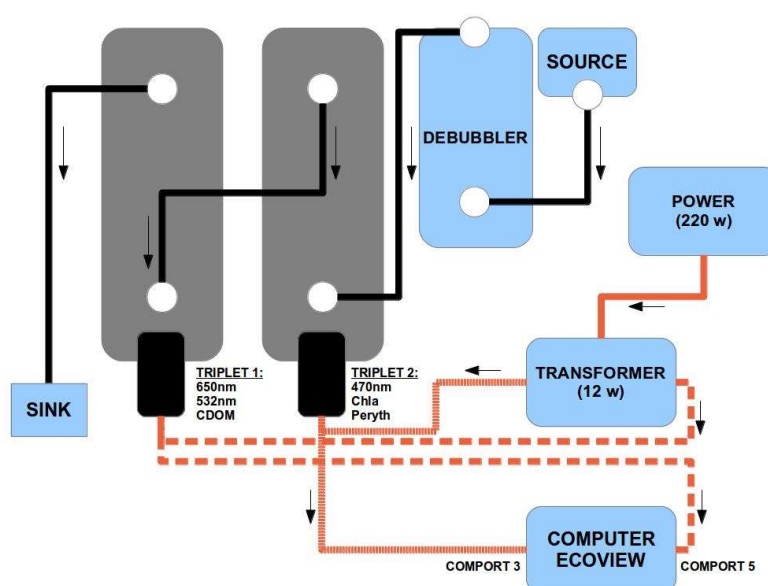 SOURCE
DEBUBBLER
POWER
(220 w)
TRIPLET 1:
650nm
532nm
CDOM
TRIPLET 2:
470nm
Chla
Peryth
TRANSFORMER
(12 w)
SINK
COMPUTER
ECOVIEW
COMPORT 3
COMPORT 5